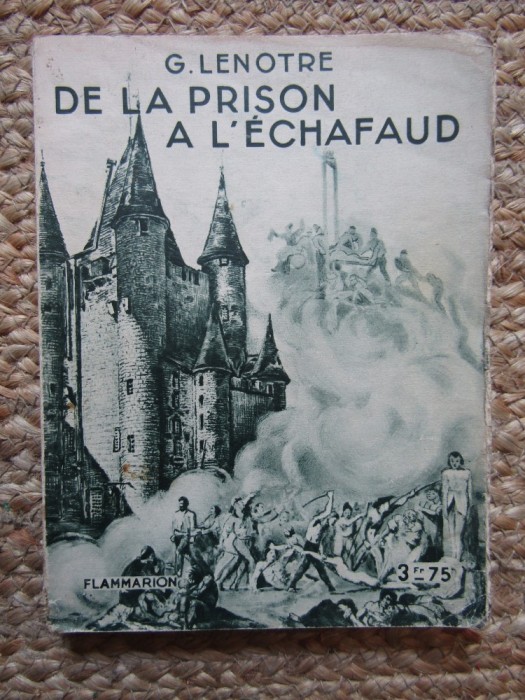 G. LENOTRE
DE LA PRISON
A L'ÉCHAFAUD
FLAMMARION
3 Fr 75